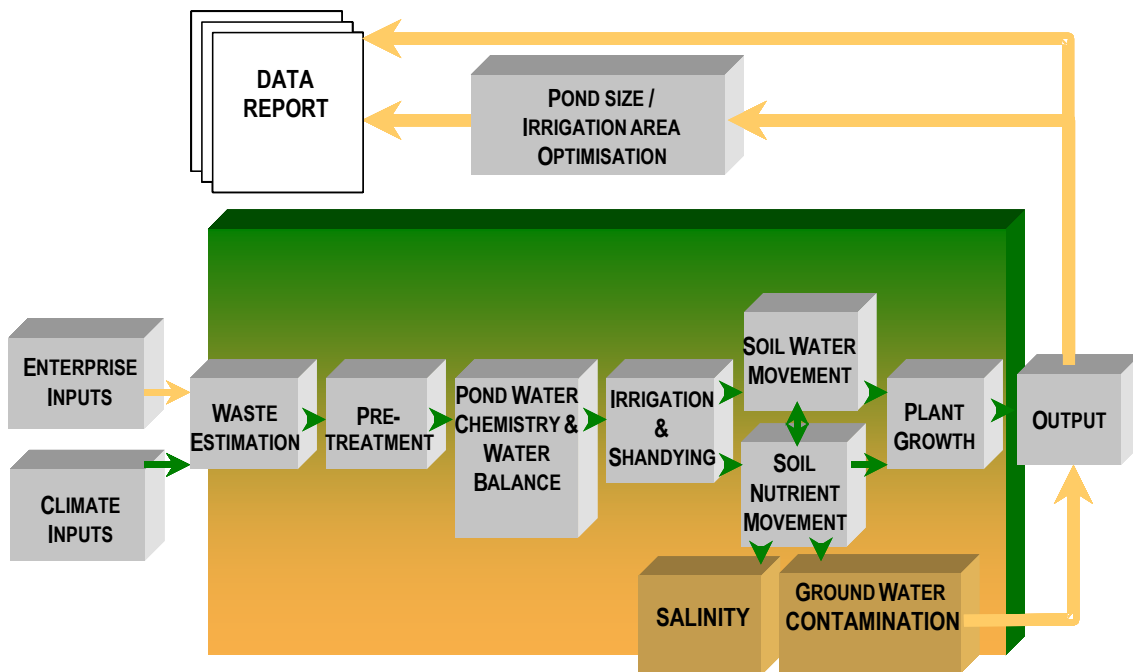 DATA
REPORT
POND SIZE /
IRRIGATION AREA
OPTIMISATION
ENTERPRISE
INPUTS
CLIMATE
INPUTS
WASTE
ESTIMATION
PRE-
TREATMENT
POND WATER
CHEMISTRY &
WATER
BALANCE
IRRIGATION
&
SHANDYING
SOIL WATER
MOVEMENT
SOIL
NUTRIENT
MOVEMENT
PLANT
GROWTH
OUTPUT
SALINITY
GROUND WATER
CONTAMINATION